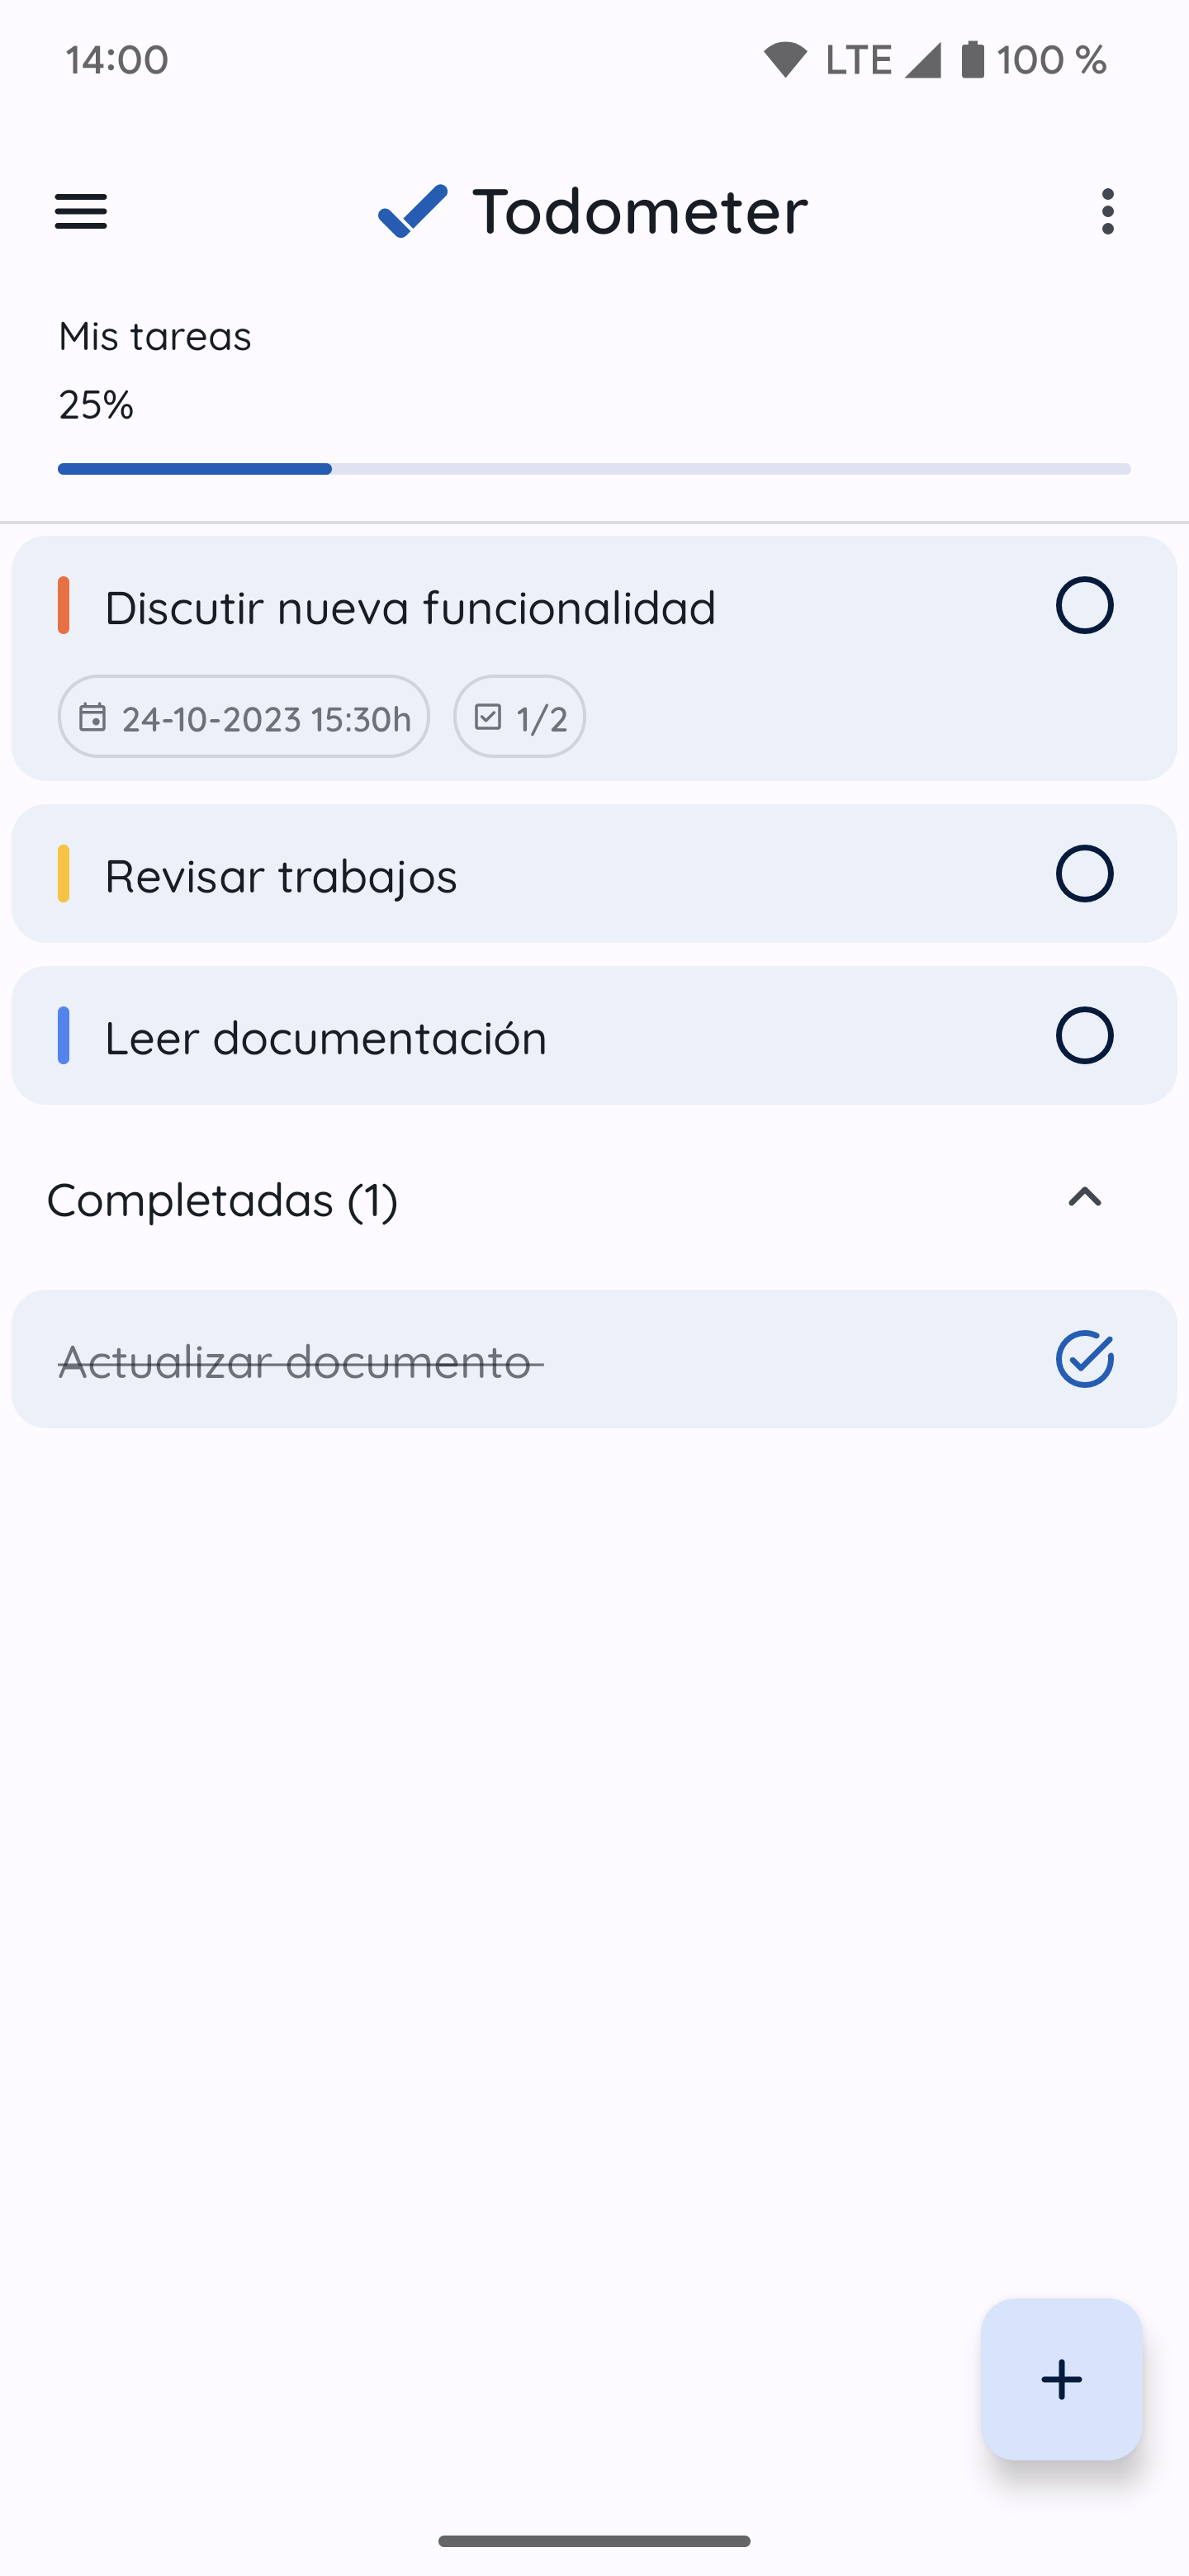 14:00 LTE 100 %
Todometer
Mis tareas
25%
Discutir nueva funcionalidad
24-10-2023 15:30h 1/2
Revisar trabajos
Leer documentación
Completadas (1)
Actualizar documento